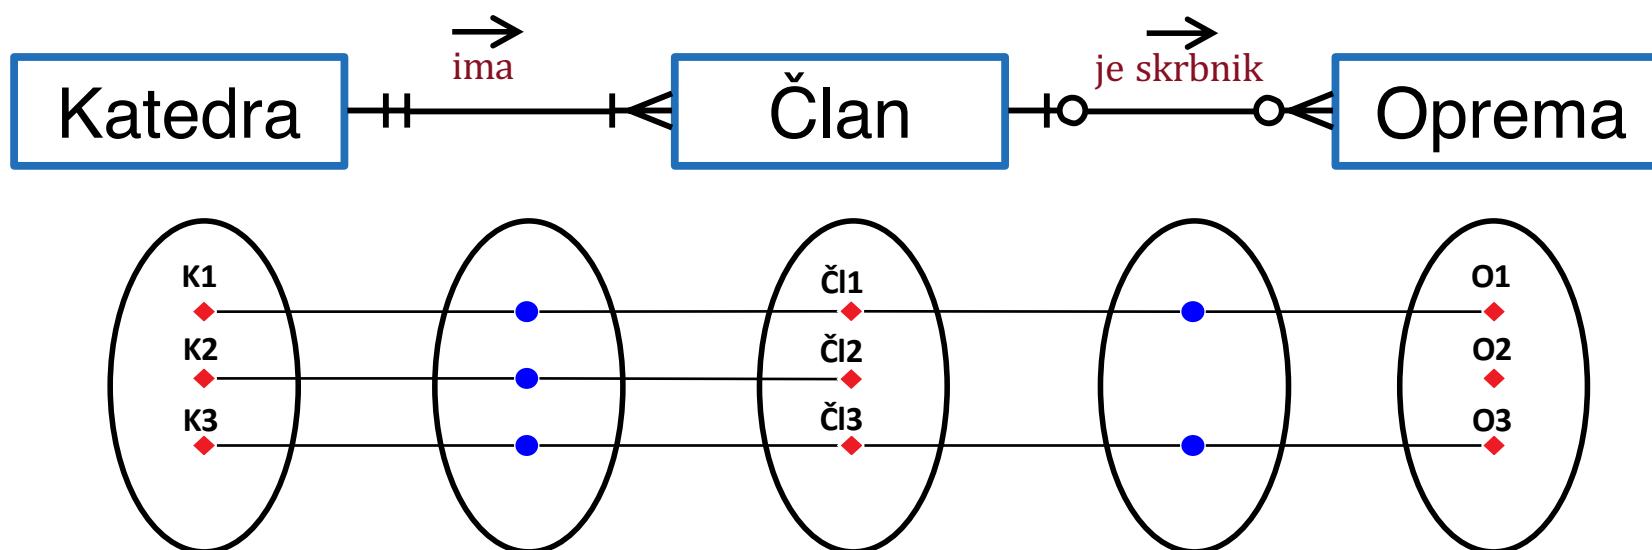 ima
je skrbnik
Katedra
Član
Oprema
K1
Čl1
O1
K2
Čl2
O2
K3
Čl3
O3